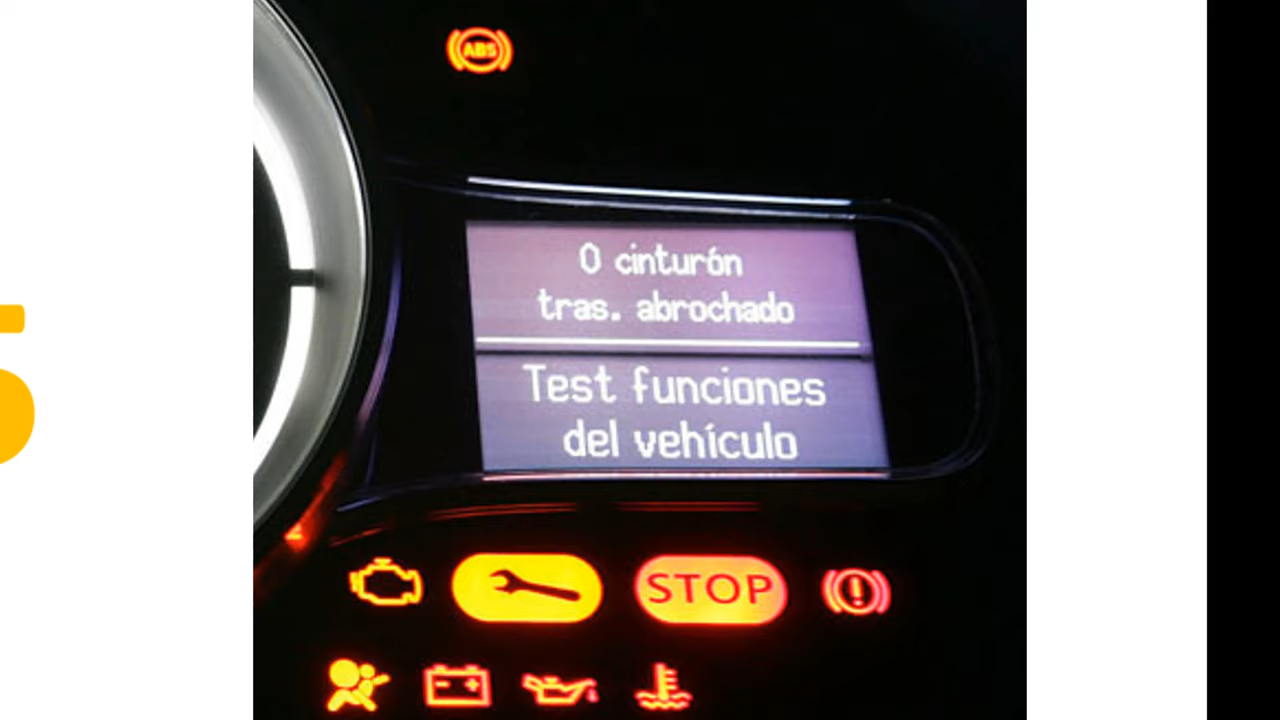 ABS
0 cinturón
tras. abrochado
Test funciones
del vehículo
STOP